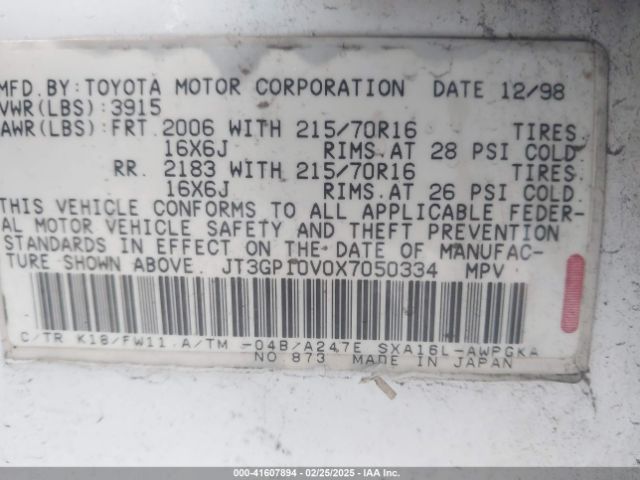 MFD. BY: TOYOTA MOTOR CORPORATION DATE 12/98
VWR(LBS): 3915
AWR(LBS): FRT. 2006 WITH 215/70R16 TIRES.
16X6J RIMS. AT 28 PSI COLD.
RR. 2183 WITH 215/70R16 TIRES.
16X6J RIMS. AT 26 PSI COLD.
THIS VEHICLE CONFORMS TO ALL APPLICABLE FEDER-
AL MOTOR VEHICLE SAFETY AND THEFT PREVENTION
STANDARDS IN EFFECT ON THE DATE OF MANUFAC-
TURE SHOWN ABOVE. JT3GP10V0X7050334 MPV
C/TR K18/FW11 A/TM -04B/A247E SXA16L-AWPGKA
NO 873 MADE IN JAPAN
000-41607894 - 02/25/2025 - IAA Inc.